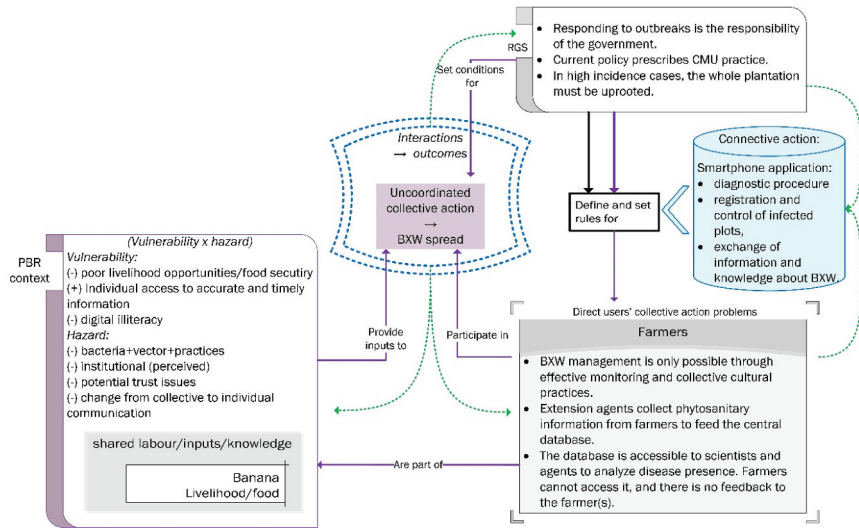 • Responding to outbreaks is the responsibility
of the government.
• Current policy prescribes CMU practice.
• In high incidence cases, the whole plantation
must be uprooted.
RGS
Set conditions
for
Interactions
→ outcomes
Uncoordinated
collective action
→
BXW spread
Connective action:
Smartphone application:
• diagnostic procedure
• registration and
control of infected
plots,
• exchange of
information and
knowledge about BXW.
Define and set
rules for
PBR
context
(Vulnerability x hazard)
Vulnerability:
(-) poor livelihood opportunities/food secutiry
(+) Individual access to accurate and timely
information
(-) digital illiteracy
Hazard:
(-) bacteria+vector+practices
(-) institutional (perceived)
(-) potential trust issues
(-) change from collective to individual
communication
shared labour/inputs/knowledge
Banana
Livelihood/food
Provide
inputs to
Participate in
Direct users' collective action problems
Farmers
• BXW management is only possible through
effective monitoring and collective cultural
practices.
• Extension agents collect phytosanitary
information from farmers to feed the central
database.
• The database is accessible to scientists and
agents to analyze disease presence. Farmers
cannot access it, and there is no feedback to
the farmer(s).
Are part of